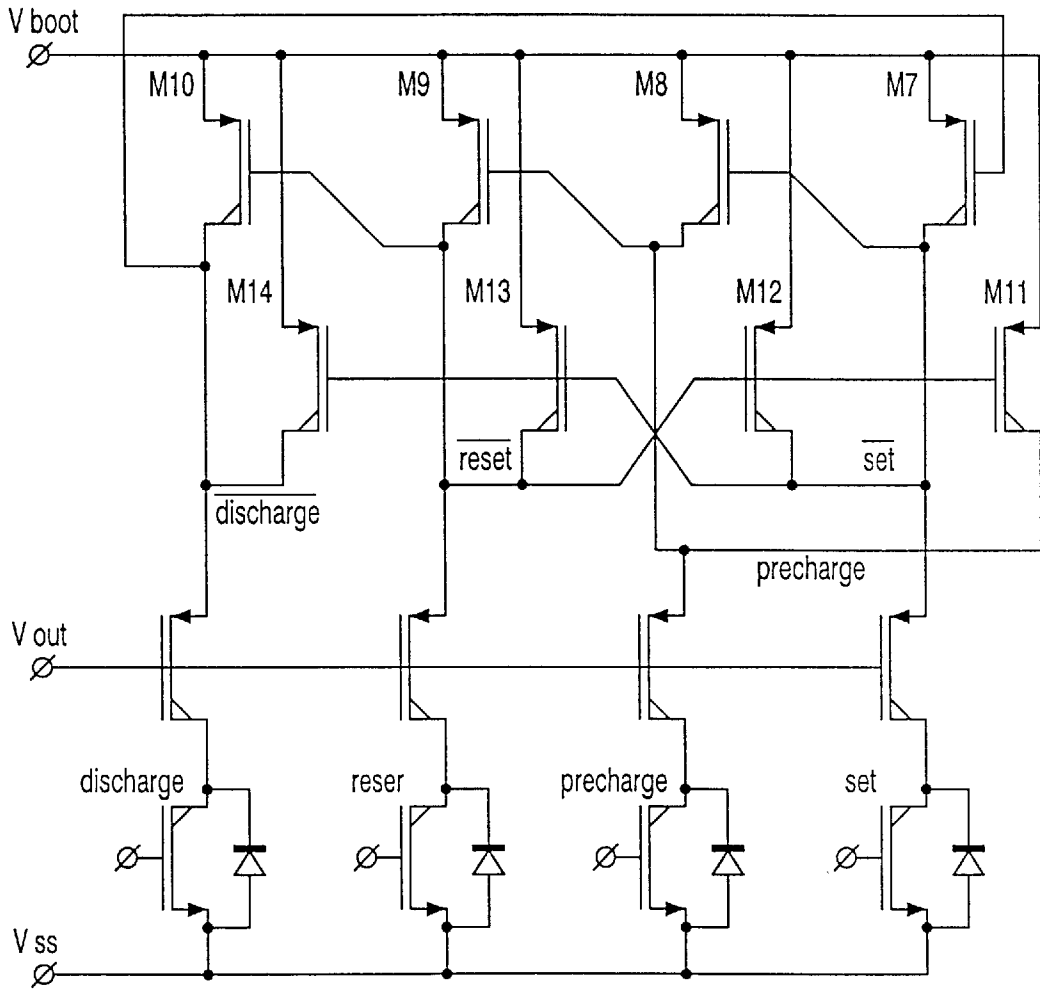 V boot
M10 M9 M8 M7
M14 M13 M12 M11
reset set
discharge
precharge
V out
discharge reser precharge set
V ss